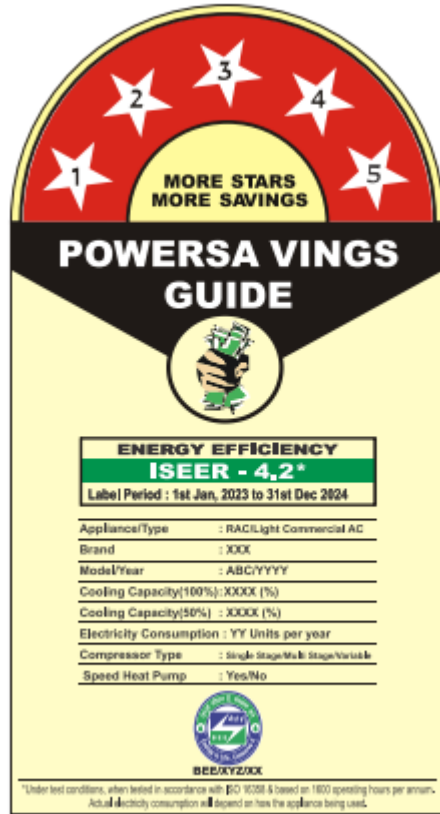 1 2 3 4 5
MORE STARS
MORE SAVINGS
POWERSA VINGS
GUIDE
ENERGY EFFICIENCY
ISEER - 4.2*
Label Period : 1st Jan, 2023 to 31st Dec 2024
Appliance/Type : RAC/Light Commercial AC
Brand : XXX
Model/Year : ABC/YYYY
Cooling Capacity(100%): XXXX (%)
Cooling Capacity(50%) : XXXX (%)
Electricity Consumption : YY Units per year
Compressor Type : Single Stage/Multi Stage/Variable
Speed Heat Pump : Yes/No
BEE/XYZ/XX
*Under test conditions, when tested in accordance with ISO 16358 & based on 1600 operating hours per annum.
Actual electricity consumption will depend on how the appliance being used.